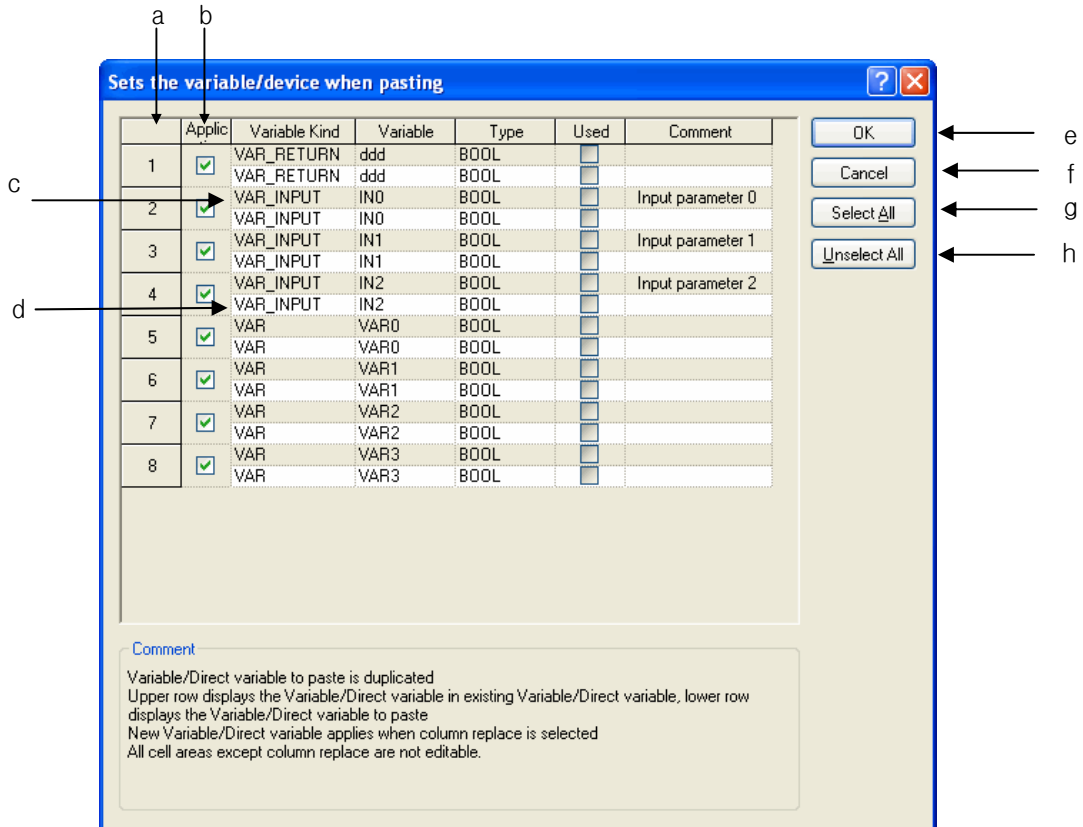 a b
Sets the variable/device when pasting
Applic Variable Kind Variable Type Used Comment
1 VAR_RETURN ddd BOOL
VAR_RETURN ddd BOOL
2 VAR_INPUT IN0 BOOL Input parameter 0
VAR_INPUT IN0 BOOL
3 VAR_INPUT IN1 BOOL Input parameter 1
VAR_INPUT IN1 BOOL
4 VAR_INPUT IN2 BOOL Input parameter 2
VAR_INPUT IN2 BOOL
5 VAR VAR0 BOOL
VAR VAR0 BOOL
6 VAR VAR1 BOOL
VAR VAR1 BOOL
7 VAR VAR2 BOOL
VAR VAR2 BOOL
8 VAR VAR3 BOOL
VAR VAR3 BOOL
c
d
OK e
Cancel f
Select All g
Unselect All h
Comment
Variable/Direct variable to paste is duplicated
Upper row displays the Variable/Direct variable in existing Variable/Direct variable, lower row
displays the Variable/Direct variable to paste
New Variable/Direct variable applies when column replace is selected
All cell areas except column replace are not editable.